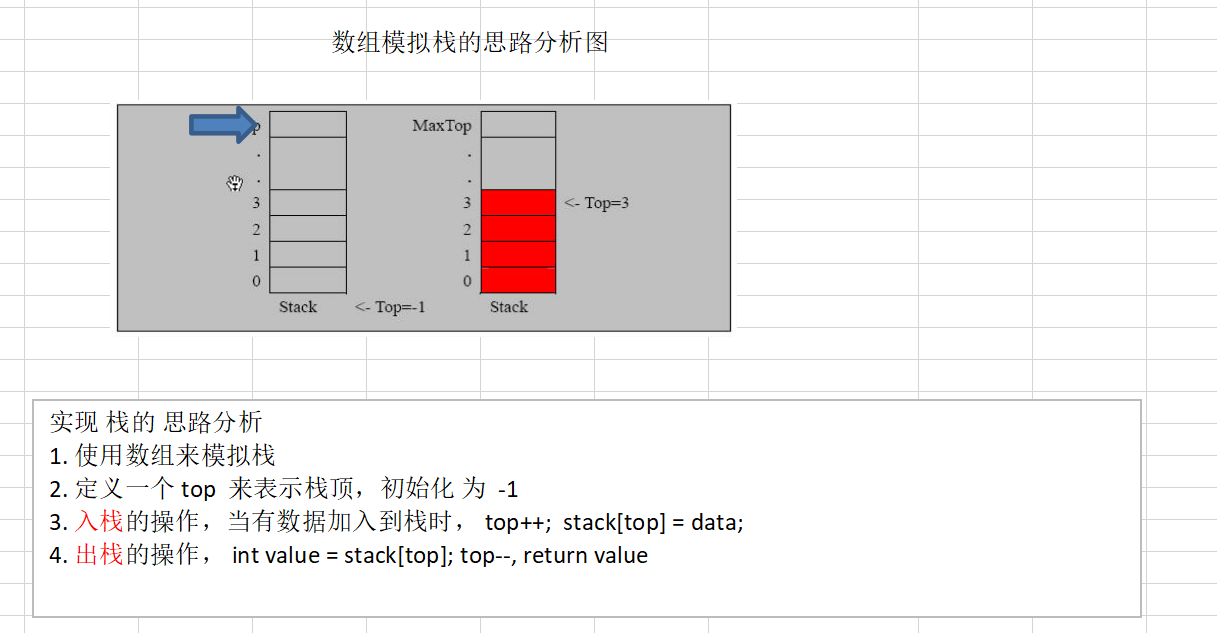 数组模拟栈的思路分析图
MaxTop
.
.
.
.
3
3
<- Top=3
2
2
1
1
0
0
Stack
<- Top=-1
Stack
实现 栈的 思路分析
1. 使用数组来模拟栈
2. 定义一个 top 来表示栈顶，初始化 为 -1
3. 入栈的操作，当有数据加入到栈时， top++; stack[top] = data;
4. 出栈的操作， int value = stack[top]; top--, return value